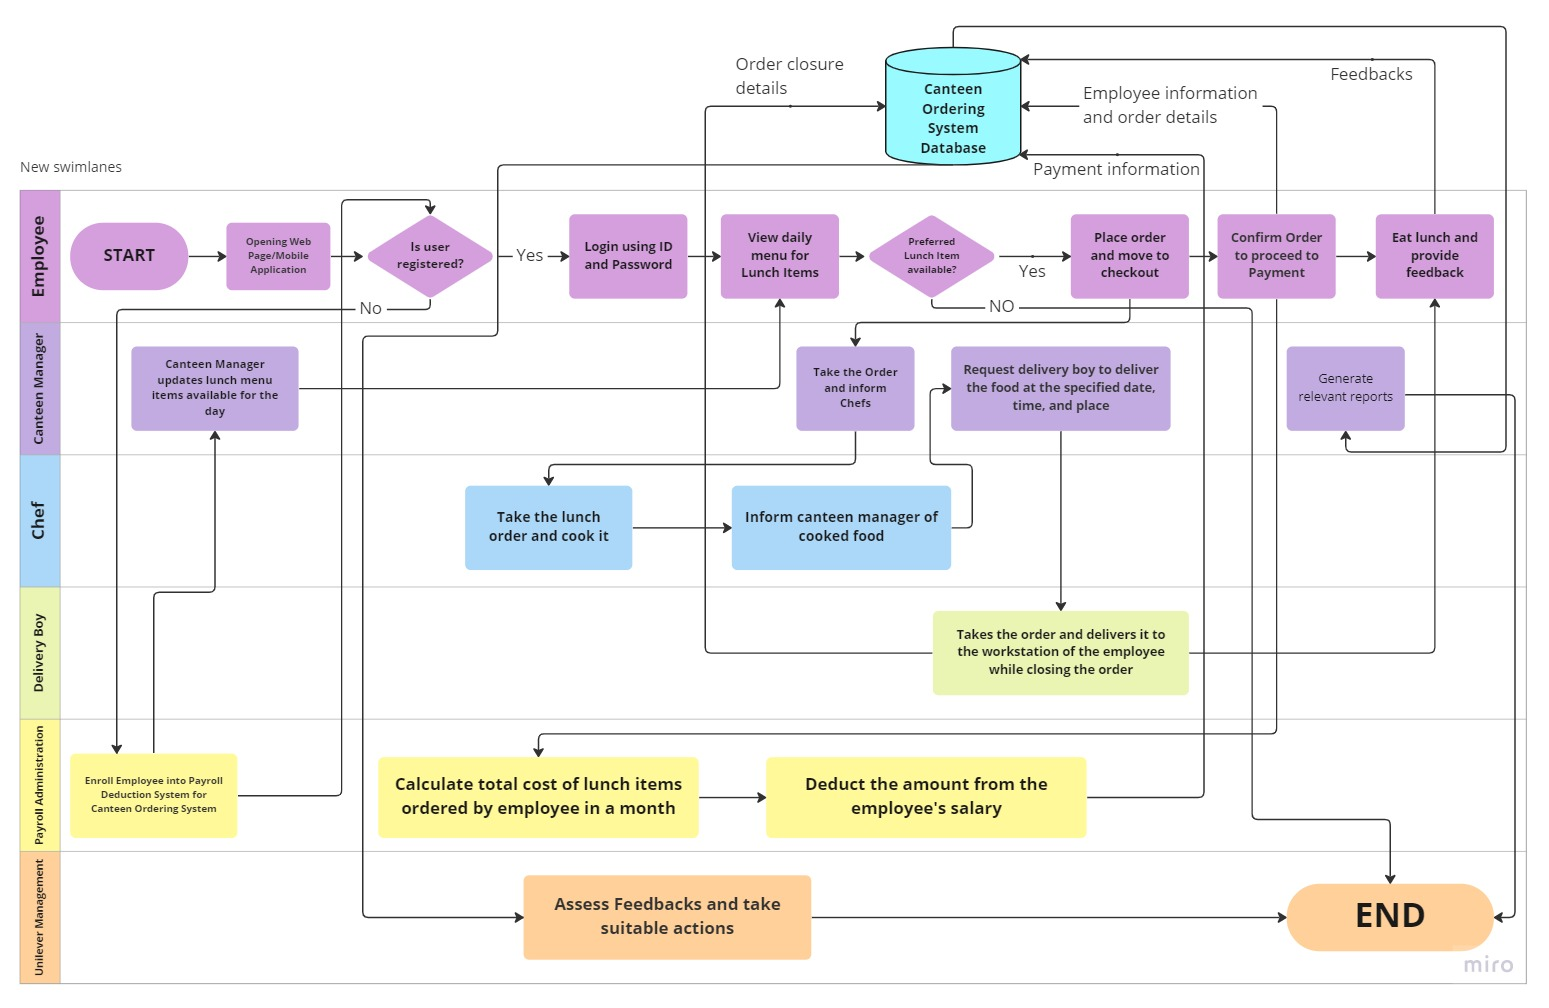 Order closure
details
Canteen
Ordering
System
Database
Feedbacks
Employee information
and order details
Payment information
New swimlanes
Employee
START
Opening Web
Page/Mobile
Application
Is user
registered?
Yes
Login using ID
and Password
View daily
menu for
Lunch Items
Preferred
Lunch Item
available?
Yes
Place order
and move to
checkout
Confirm Order
to proceed to
Payment
Eat lunch and
provide
feedback
No
NO
Canteen Manager
Canteen Manager
updates lunch menu
items available for the
day
Take the Order
and inform
Chefs
Request delivery boy to deliver
the food at the specified date,
time, and place
Generate
relevant reports
Chef
Take the lunch
order and cook it
Inform canteen manager of
cooked food
Delivery Boy
Takes the order and delivers it to
the workstation of the employee
while closing the order
Payroll Administration
Enroll Employee into Payroll
Deduction System for
Canteen Ordering System
Calculate total cost of lunch items
ordered by employee in a month
Deduct the amount from the
employee's salary
Unilever Management
Assess Feedbacks and take
suitable actions
END
miro